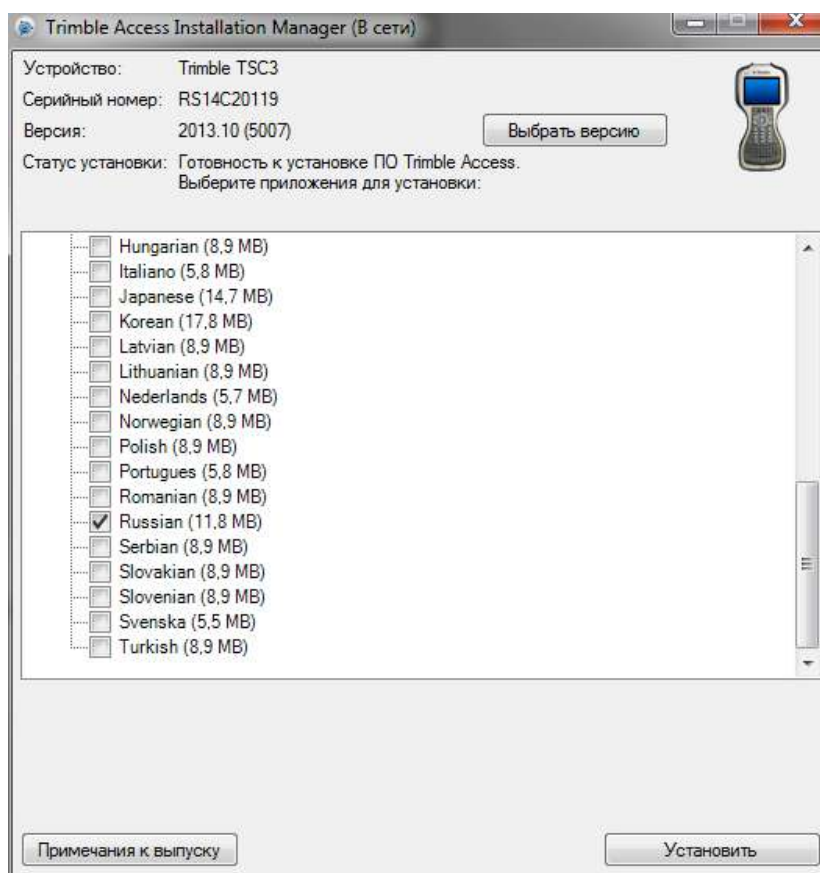 Trimble Access Installation Manager (В сети)
Устройство: Trimble TSC3
Серийный номер: RS14C20119
Версия: 2013.10 (5007)
Выбрать версию
Статус установки: Готовность к установке ПО Trimble Access.
Выберите приложения для установки:
Hungarian (8,9 MB)
Italiano (5,8 MB)
Japanese (14,7 MB)
Korean (17,8 MB)
Latvian (8,9 MB)
Lithuanian (8,9 MB)
Nederlands (5,7 MB)
Norwegian (8,9 MB)
Polish (8,9 MB)
Portugues (5,8 MB)
Romanian (8,9 MB)
Russian (11,8 MB)
Serbian (8,9 MB)
Slovakian (8,9 MB)
Slovenian (8,9 MB)
Svenska (5,5 MB)
Turkish (8,9 MB)
Примечания к выпуску
Установить